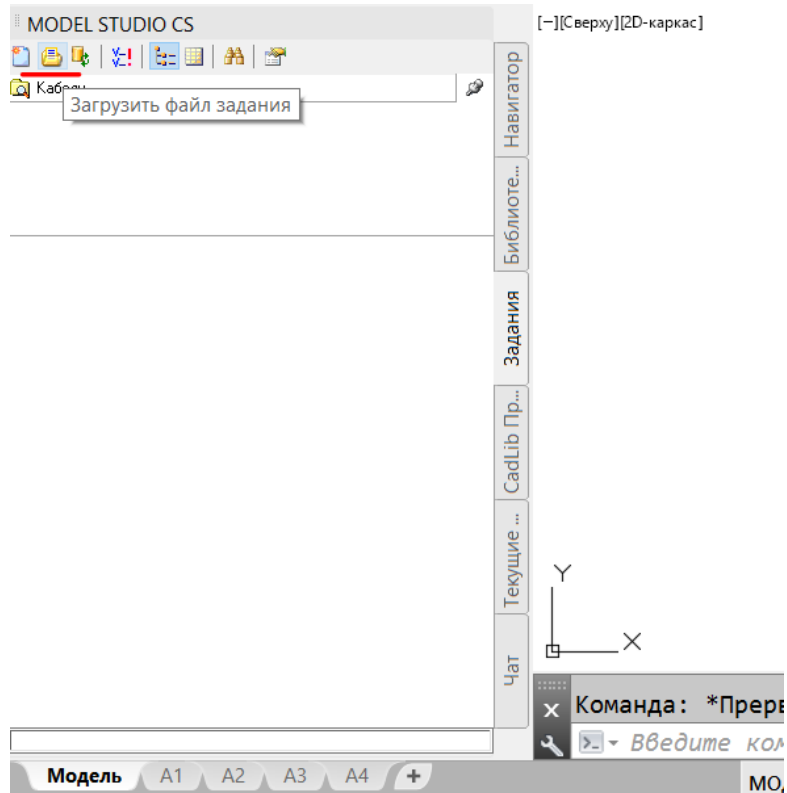 MODEL STUDIO CS
[−][Сверху][2D-каркас]
Загрузить файл задания
Навигатор
Библиоте...
Задания
CadLib Пр...
Текущие ...
Чат
Y
X
Команда: *Прерв
Введите ком
Модель A1 A2 A3 A4 +
МОД